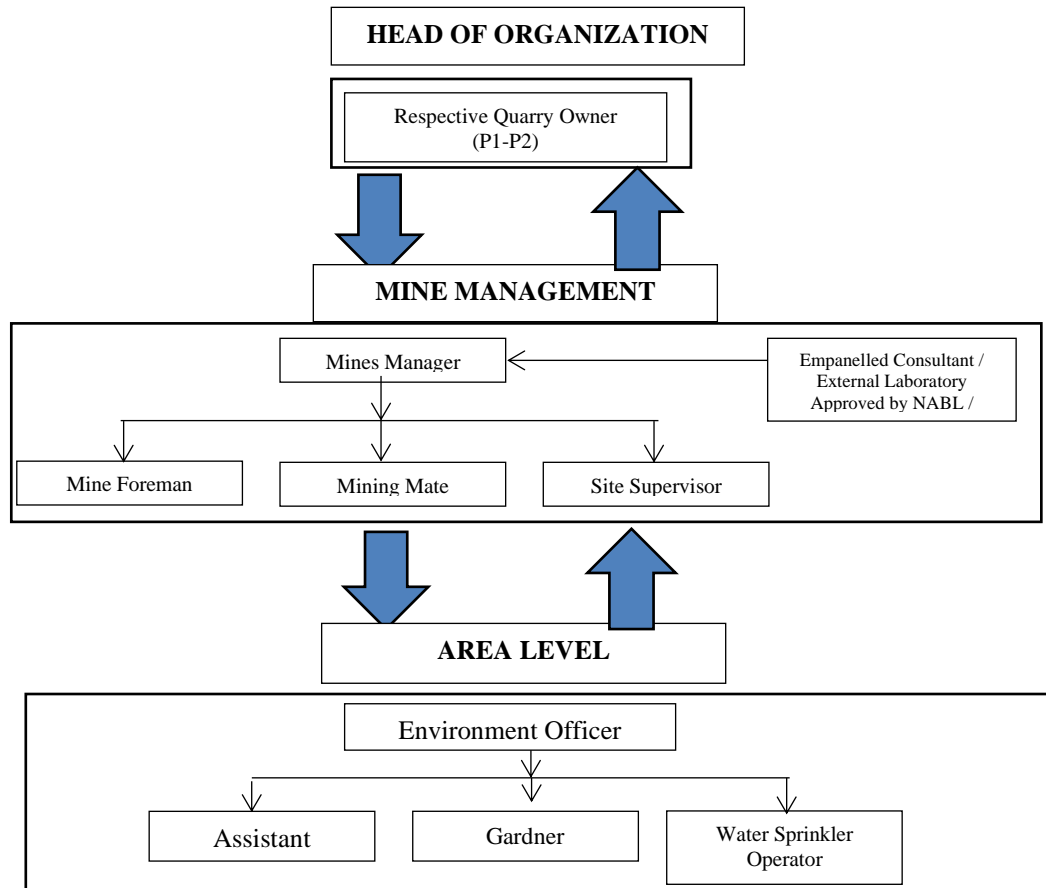 HEAD OF ORGANIZATION
Respective Quarry Owner
(P1-P2)
MINE MANAGEMENT
Mines Manager
Empanelled Consultant /
External Laboratory
Approved by NABL /
Mine Foreman
Mining Mate
Site Supervisor
AREA LEVEL
Environment Officer
Assistant
Gardner
Water Sprinkler
Operator